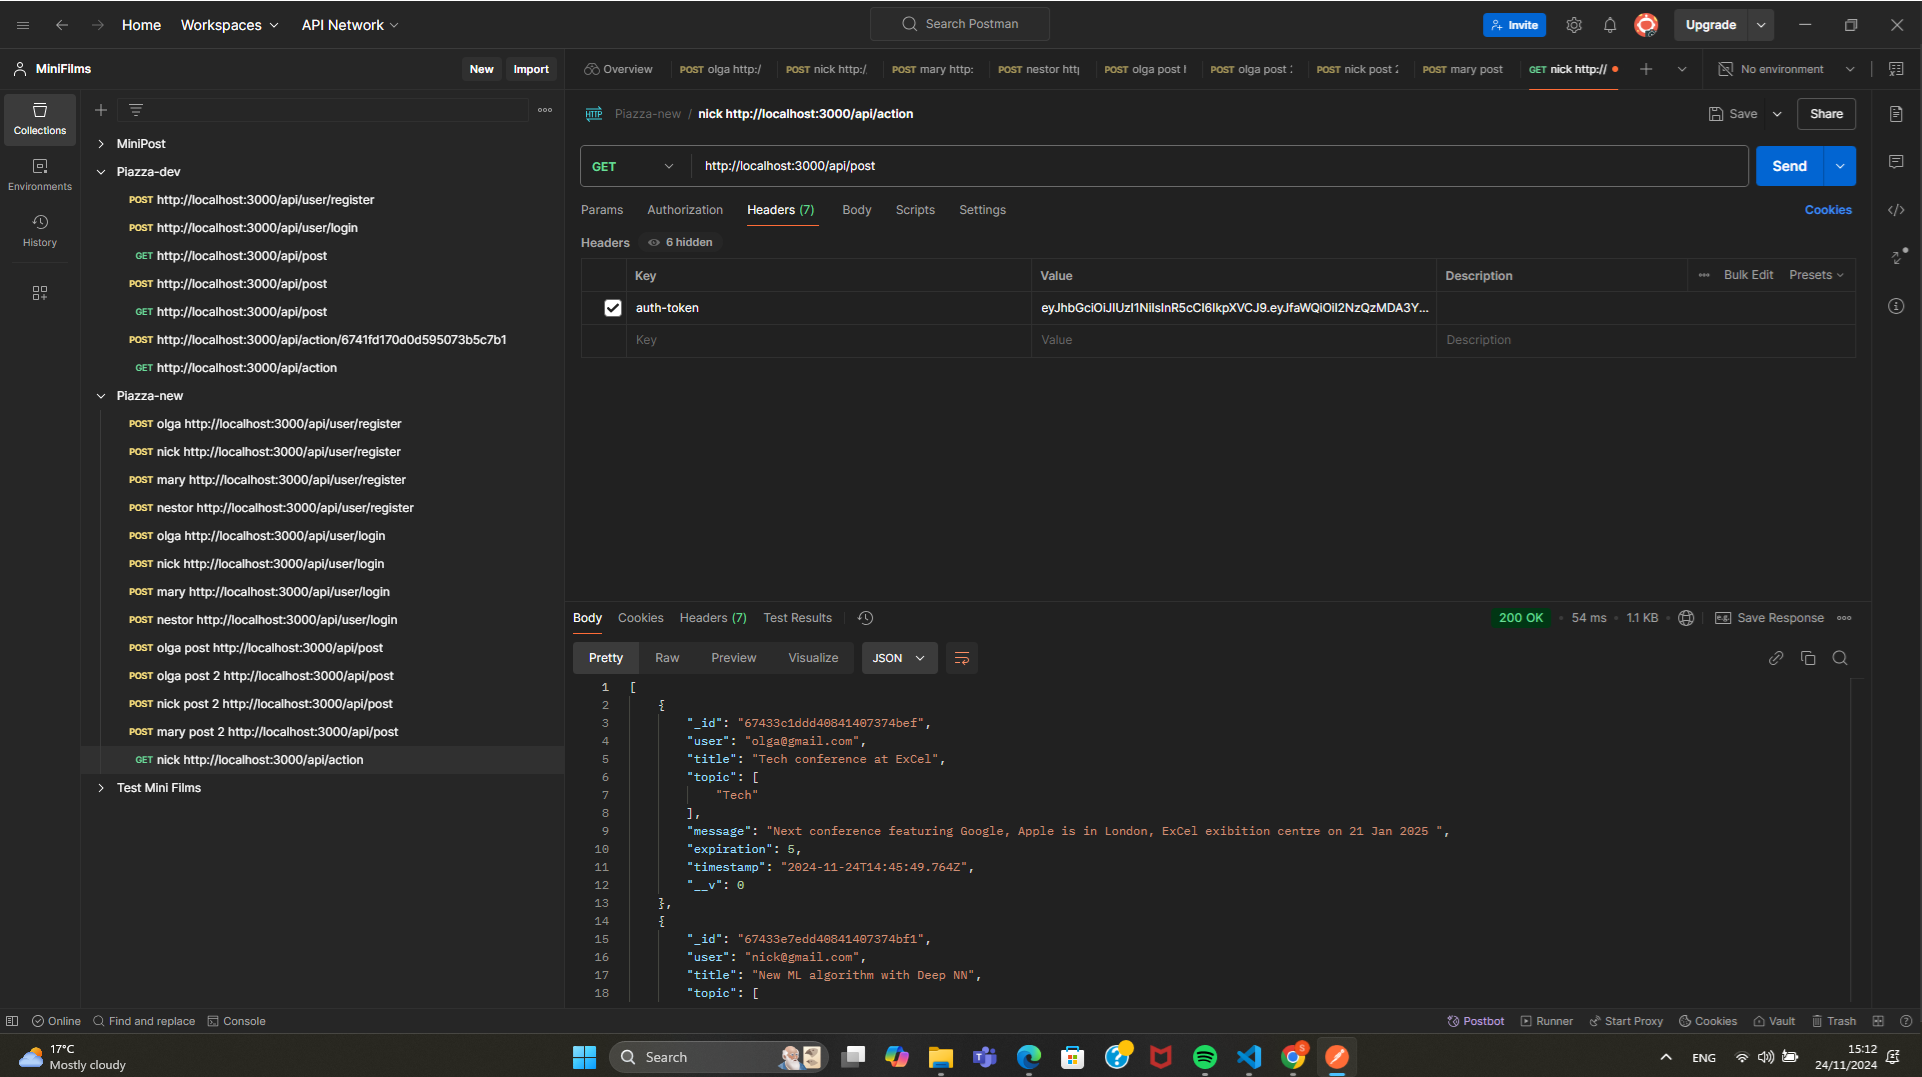 Home Workspaces API Network Search Postman Invite Upgrade
MiniFilms New Import
Overview POST olga http:/ POST nick http:/ POST mary http: POST nestor htt POST olga post POST olga post 2 POST nick post 2 POST mary post GET nick http:// No environment
Collections
Environments
History
MiniPost
Piazza-dev
POST http://localhost:3000/api/user/register
POST http://localhost:3000/api/user/login
GET http://localhost:3000/api/post
POST http://localhost:3000/api/post
GET http://localhost:3000/api/post
POST http://localhost:3000/api/action/6741fd170d0d595073b5c7b1
GET http://localhost:3000/api/action
Piazza-new
POST olga http://localhost:3000/api/user/register
POST nick http://localhost:3000/api/user/register
POST mary http://localhost:3000/api/user/register
POST nestor http://localhost:3000/api/user/register
POST olga http://localhost:3000/api/user/login
POST nick http://localhost:3000/api/user/login
POST mary http://localhost:3000/api/user/login
POST nestor http://localhost:3000/api/user/login
POST olga post http://localhost:3000/api/post
POST olga post 2 http://localhost:3000/api/post
POST nick post 2 http://localhost:3000/api/post
POST mary post 2 http://localhost:3000/api/post
GET nick http://localhost:3000/api/action
Test Mini Films
HTTP Piazza-new / nick http://localhost:3000/api/action Save Share
GET http://localhost:3000/api/post Send
Params Authorization Headers (7) Body Scripts Settings Cookies
Headers 6 hidden
Key Value Description Bulk Edit Presets
auth-token eyJhbGciOiJIUzI1NiIsInR5cCI6IkpXVCJ9.eyJfaWQiOiI2NzQzMDA3Y...
Key Value Description
Body Cookies Headers (7) Test Results 200 OK 54 ms 1.1 KB e.g. Save Response
Pretty Raw Preview Visualize JSON
1 [
2 {
3 "_id": "67433c1ddd40841407374bef",
4 "user": "olga@gmail.com",
5 "title": "Tech conference at ExCel",
6 "topic": [
7 "Tech"
8 ],
9 "message": "Next conference featuring Google, Apple is in London, ExCel exibition centre on 21 Jan 2025 ",
10 "expiration": 5,
11 "timestamp": "2024-11-24T14:45:49.764Z",
12 "__v": 0
13 },
14 {
15 "_id": "67433e7edd40841407374bf1",
16 "user": "nick@gmail.com",
17 "title": "New ML algorithm with Deep NN",
18 "topic": [
Online Find and replace Console Postbot Runner Start Proxy Cookies Vault Trash
17°C
Mostly cloudy
Search
ENG
15:12
24/11/2024